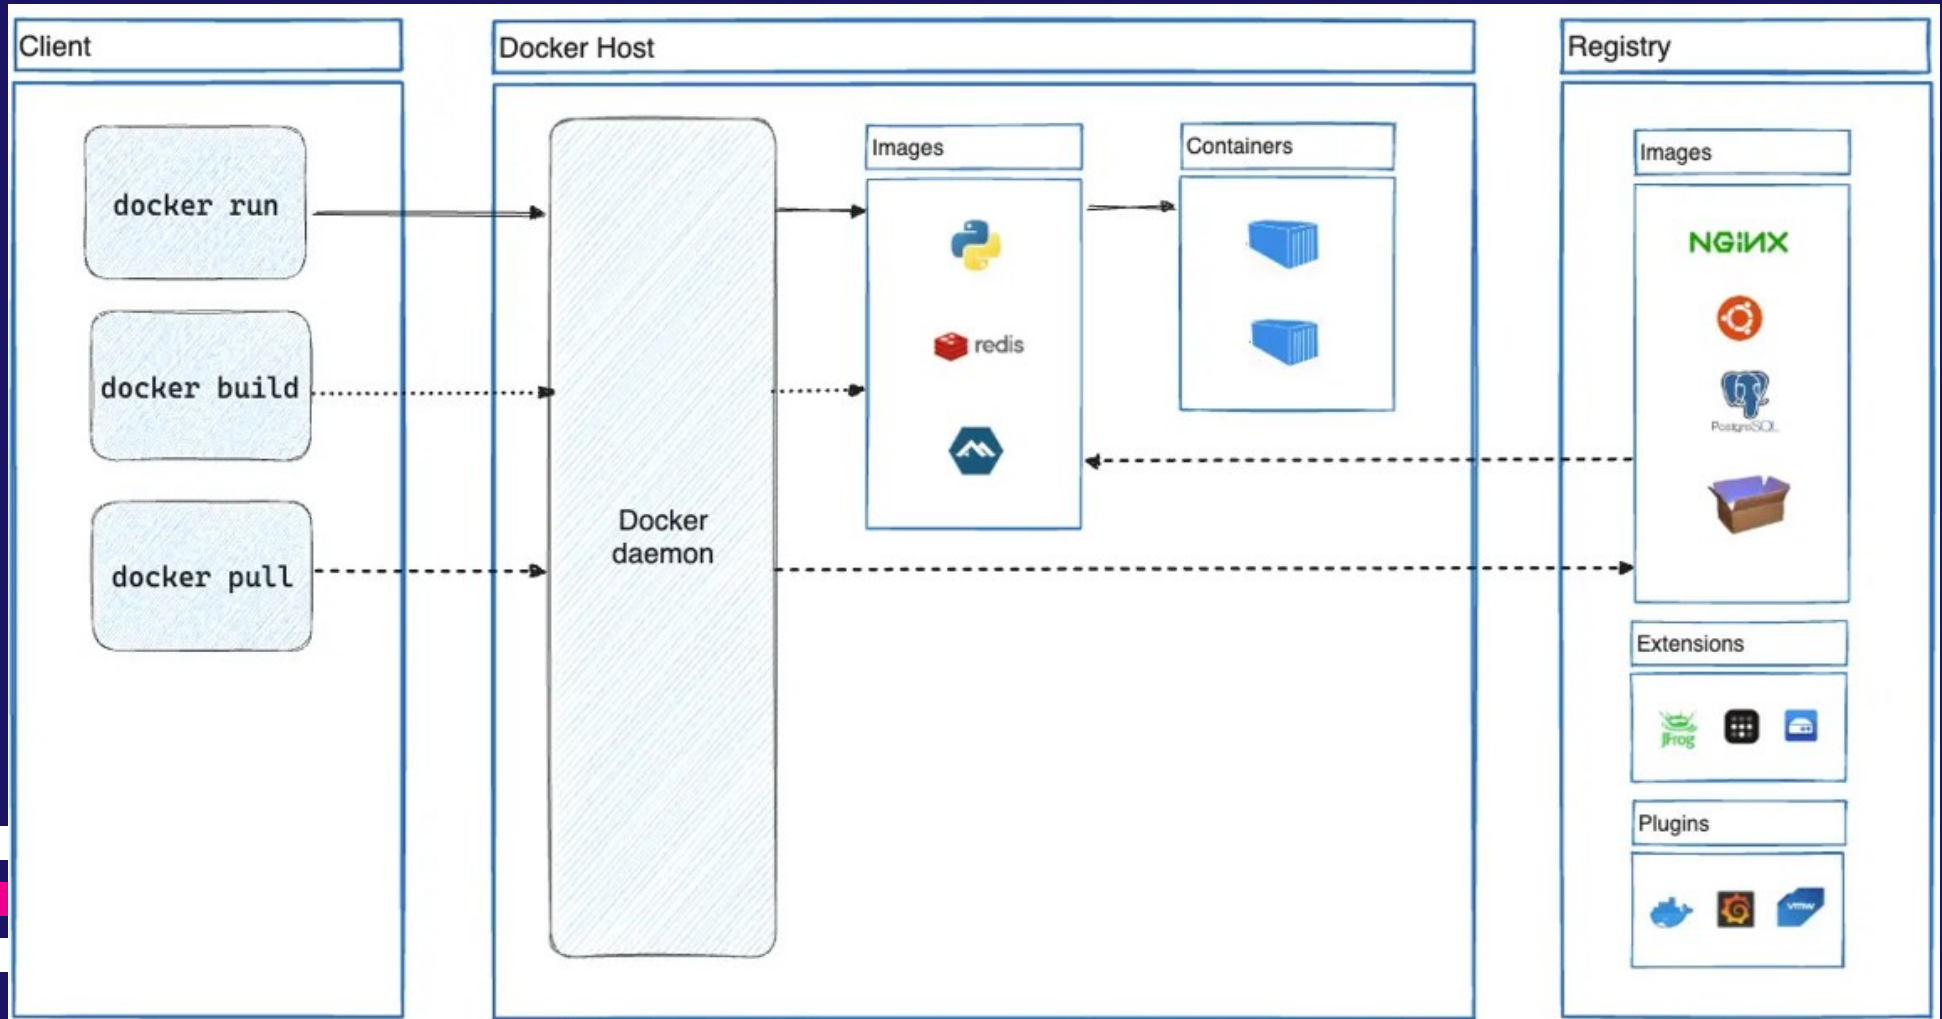 Client
docker run
docker build
docker pull
Docker Host
Docker
daemon
Images
redis
Containers
Registry
Images
NGINX
PostgreSQL
Extensions
JFrog
Plugins
vmw